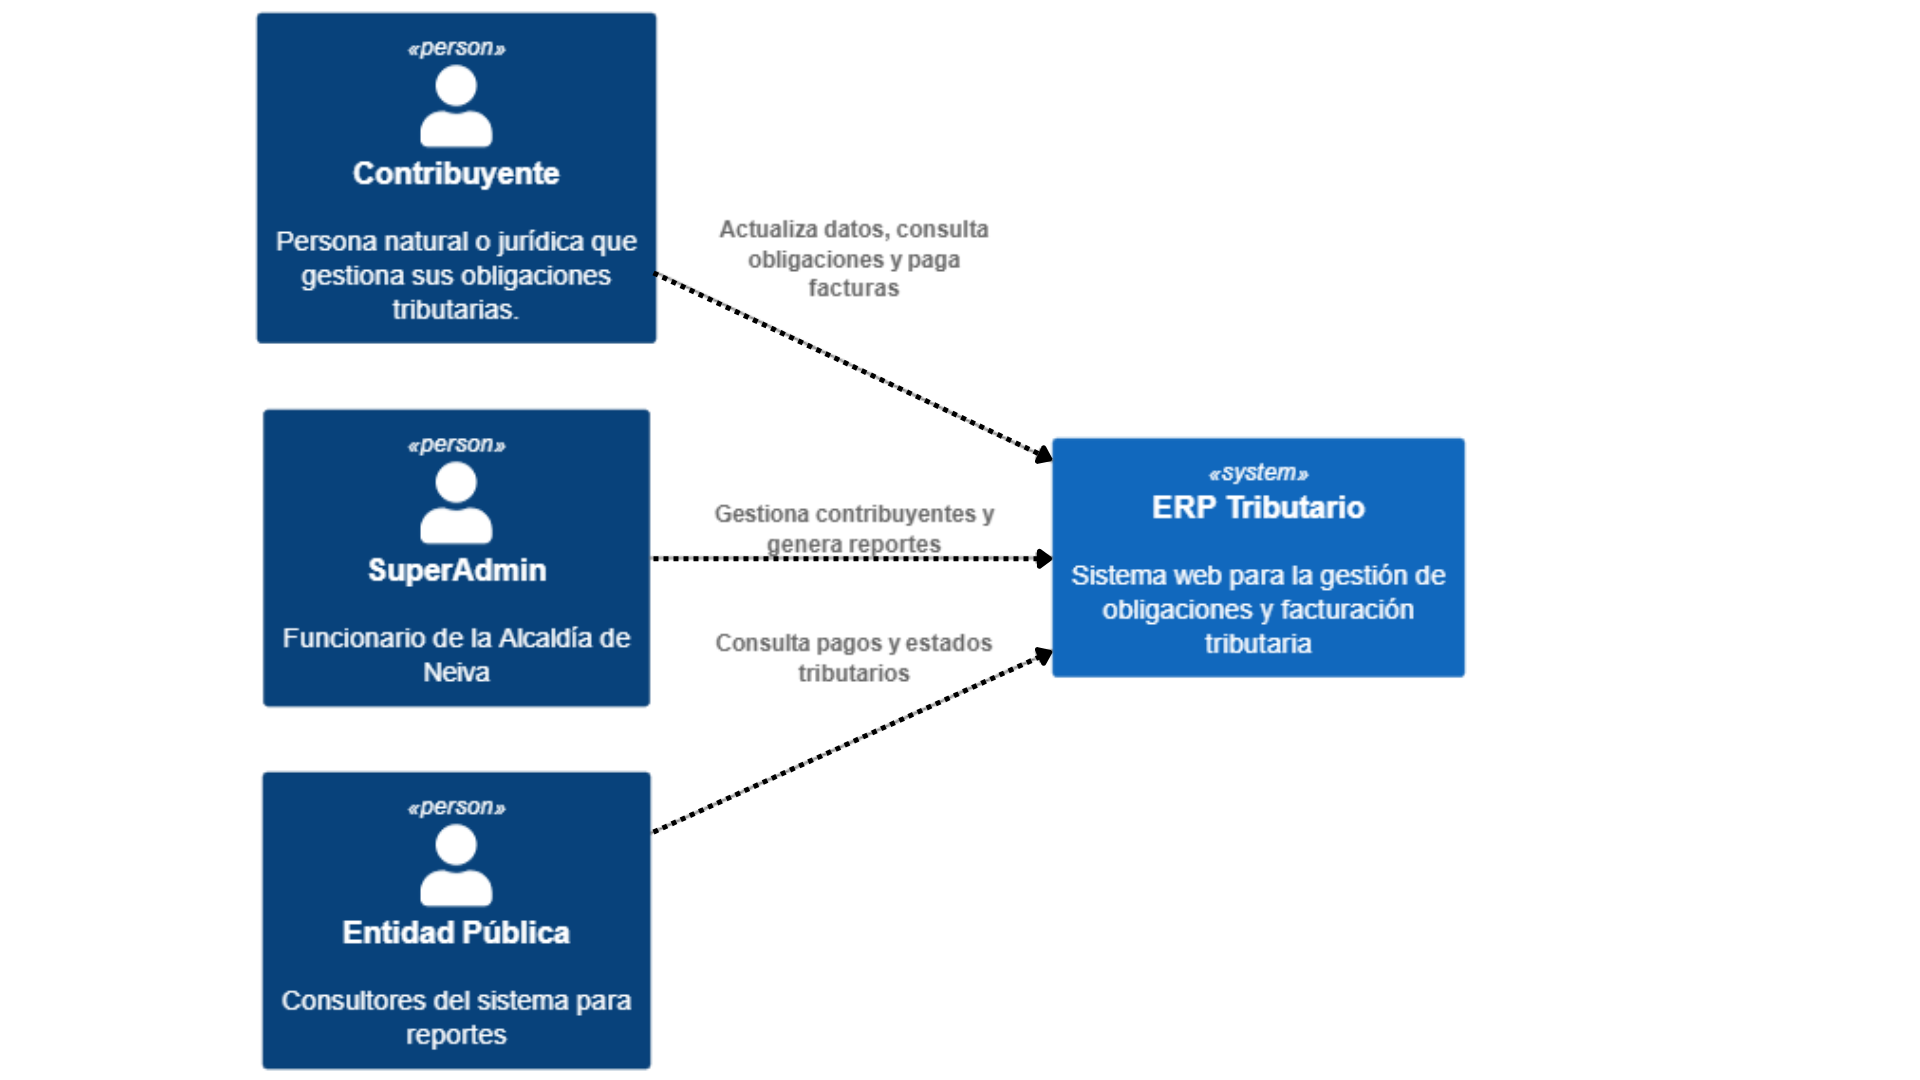 «person»
Contribuyente
Persona natural o jurídica que
gestiona sus obligaciones
tributarias.
Actualiza datos, consulta
obligaciones y paga
facturas
«person»
SuperAdmin
Funcionario de la Alcaldía de
Neiva
Gestiona contribuyentes y
genera reportes
«system»
ERP Tributario
Sistema web para la gestión de
obligaciones y facturación
tributaria
Consulta pagos y estados
tributarios
«person»
Entidad Pública
Consultores del sistema para
reportes